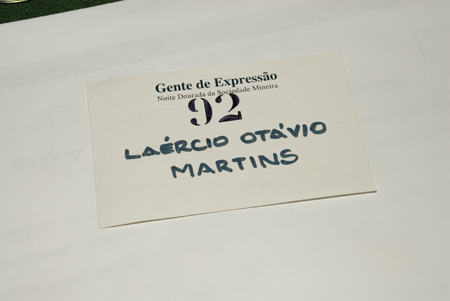 Gente de Expressão
Noite Dourada da Sociedade Mineira
92
LAÉRCIO OTÁVIO
MARTINS